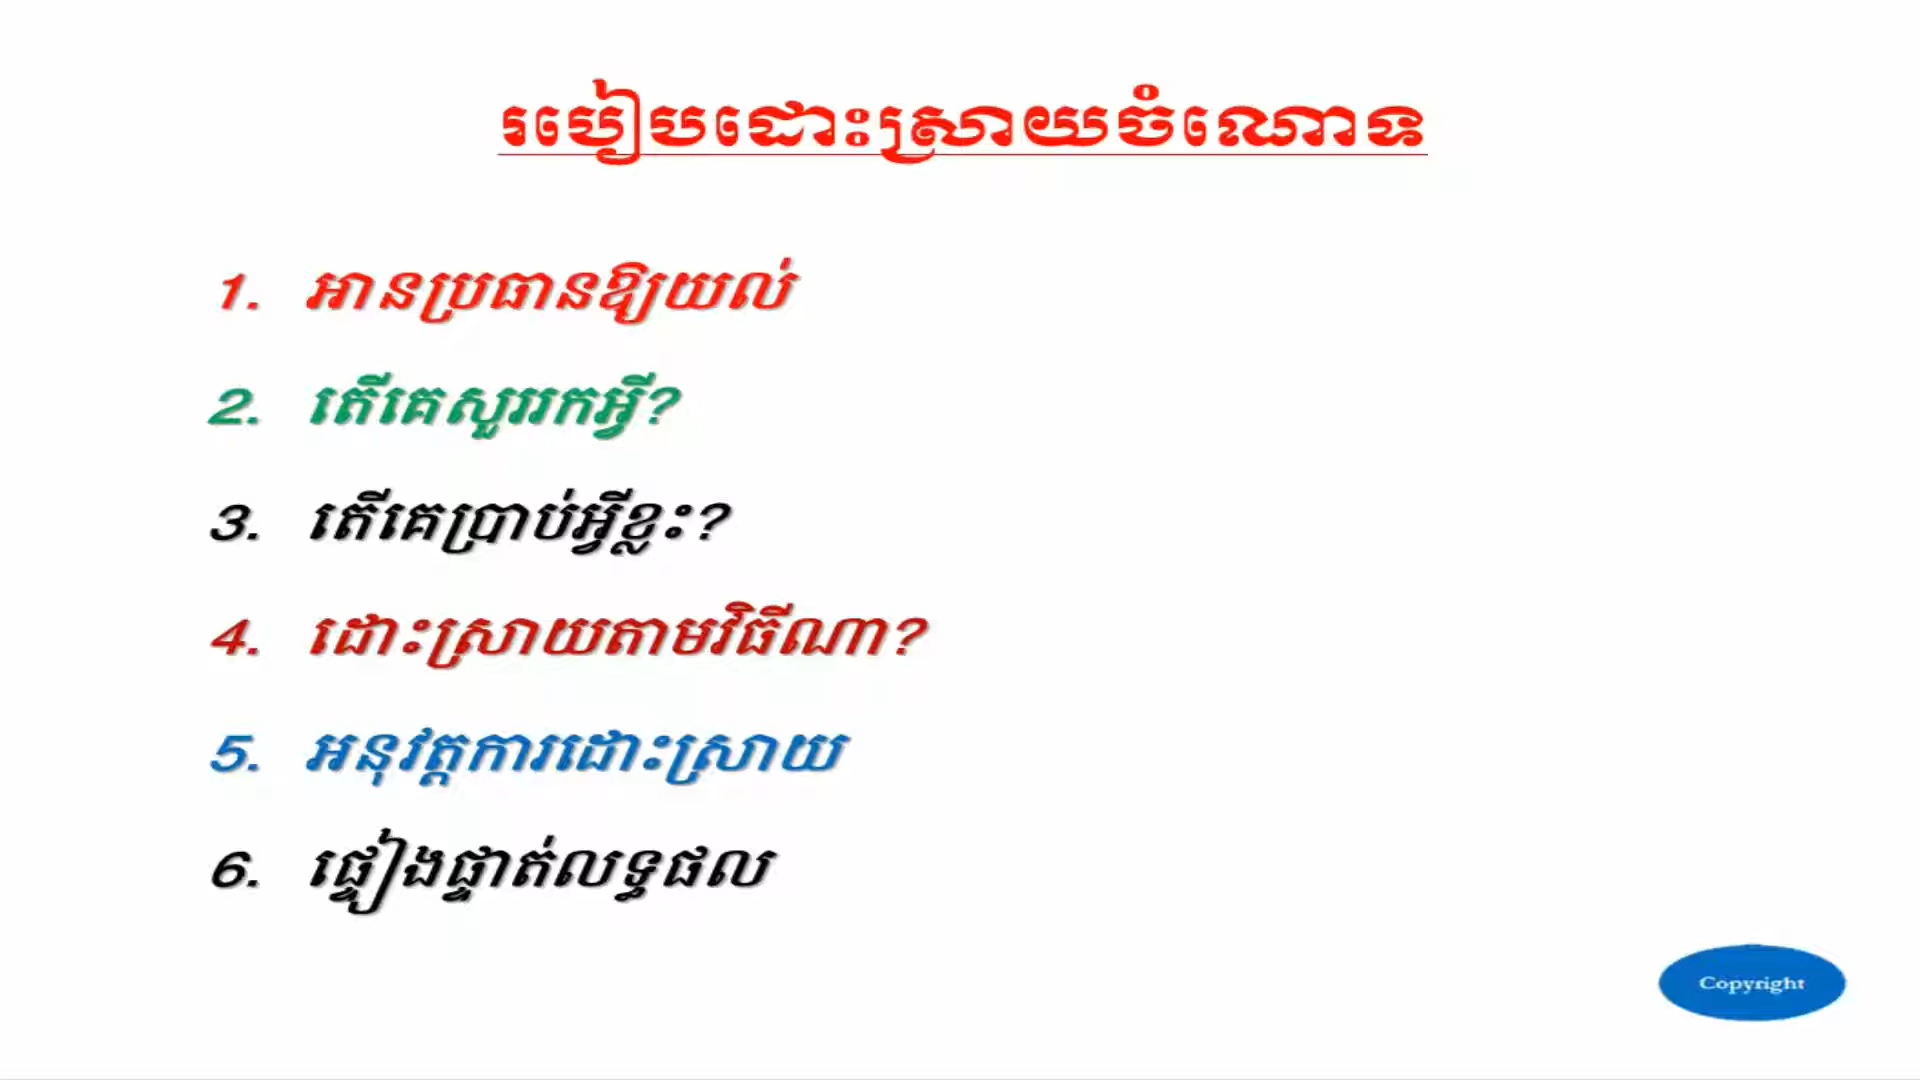 របៀបដោះស្រាយចំណោទ
1. អានប្រធានឱ្យយល់
2. តើគេសួររកអ្វី?
3. តើគេប្រាប់អ្វីខ្លះ?
4. ដោះស្រាយតាមវិធីណា?
5. អនុវត្តការដោះស្រាយ
6. ផ្ទៀងផ្ទាត់លទ្ធផល
Copyright